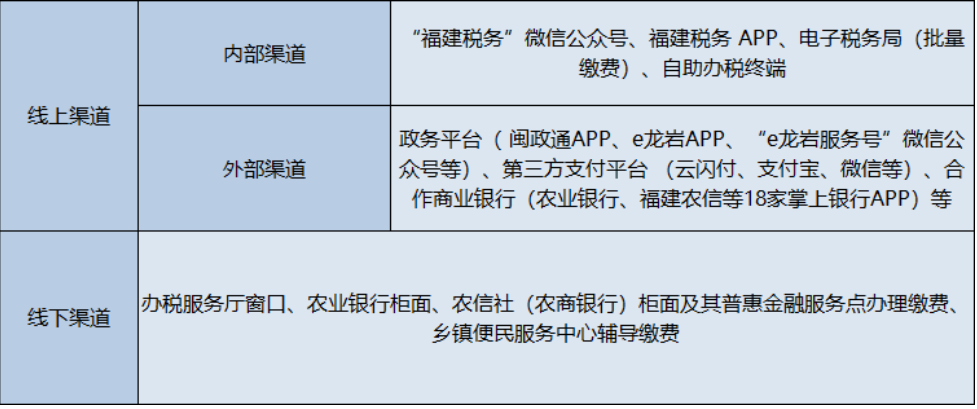 线上渠道
内部渠道
“福建税务”微信公众号、福建税务 APP、电子税务局（批量
缴费）、自助办税终端
外部渠道
政务平台（ 闽政通APP、e龙岩APP、“e龙岩服务号”微信公
众号等）、第三方支付平台 （云闪付、支付宝、微信等）、合
作商业银行（农业银行、福建农信等18家掌上银行APP）等
线下渠道
办税服务厅窗口、农业银行柜面、农信社（农商银行）柜面及其普惠金融服务点办理缴费、
乡镇便民服务中心辅导缴费